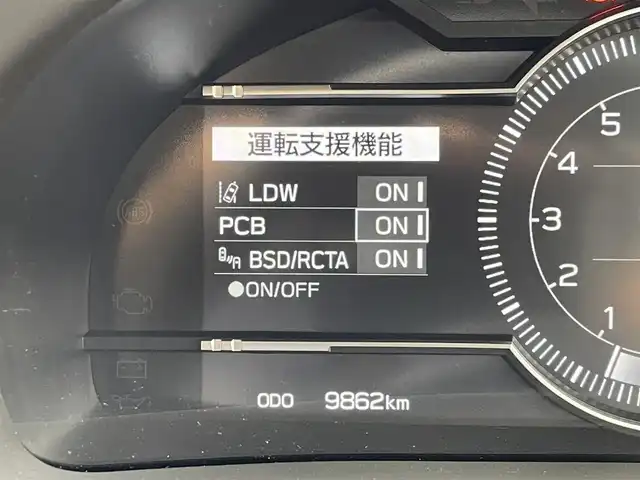 運転支援機能
LDW ON
PCB ON
BSD/RCTA ON
●ON/OFF
5
4
3
2
1
ODO 9862km